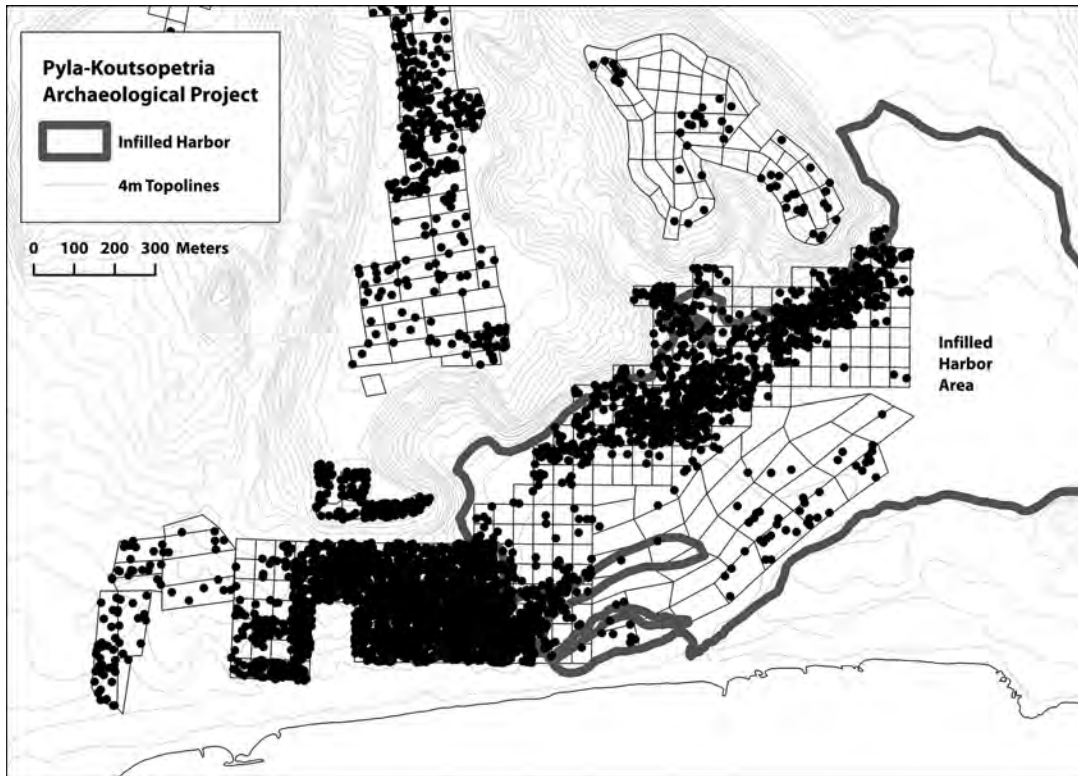 Pyla-Koutsopetria
Archaeological Project
Infilled Harbor
4m Topolines
0 100 200 300 Meters
Infilled
Harbor
Area